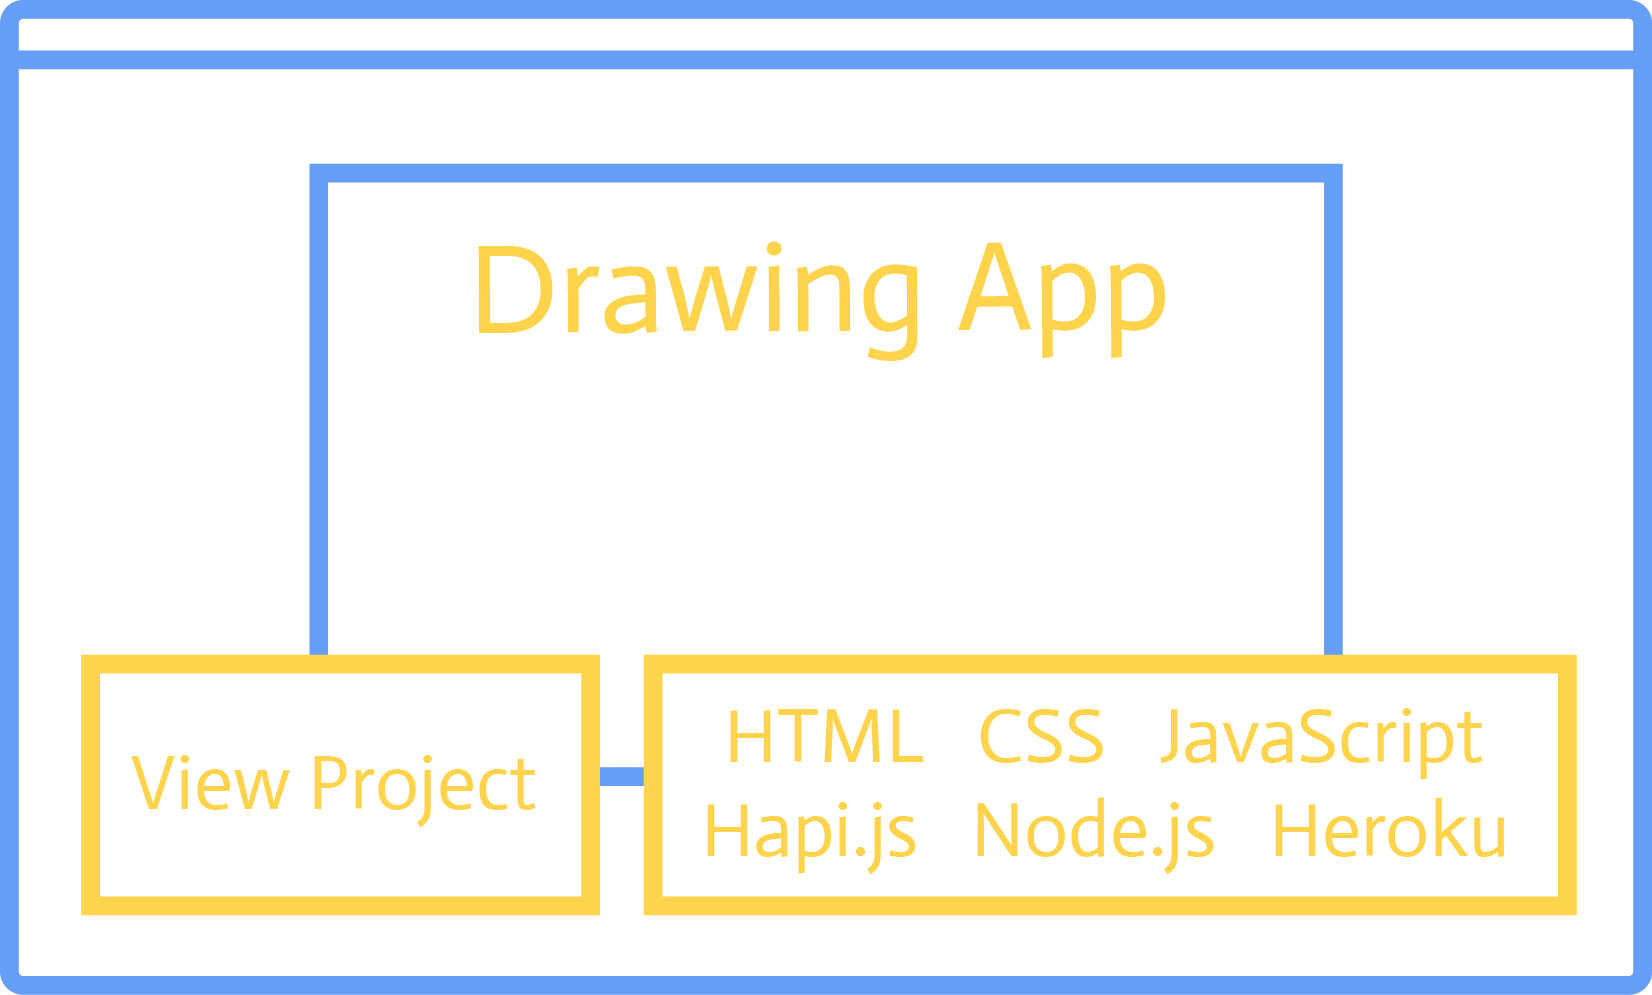 Drawing App
View Project
HTML CSS JavaScript
Hapi.js Node.js Heroku